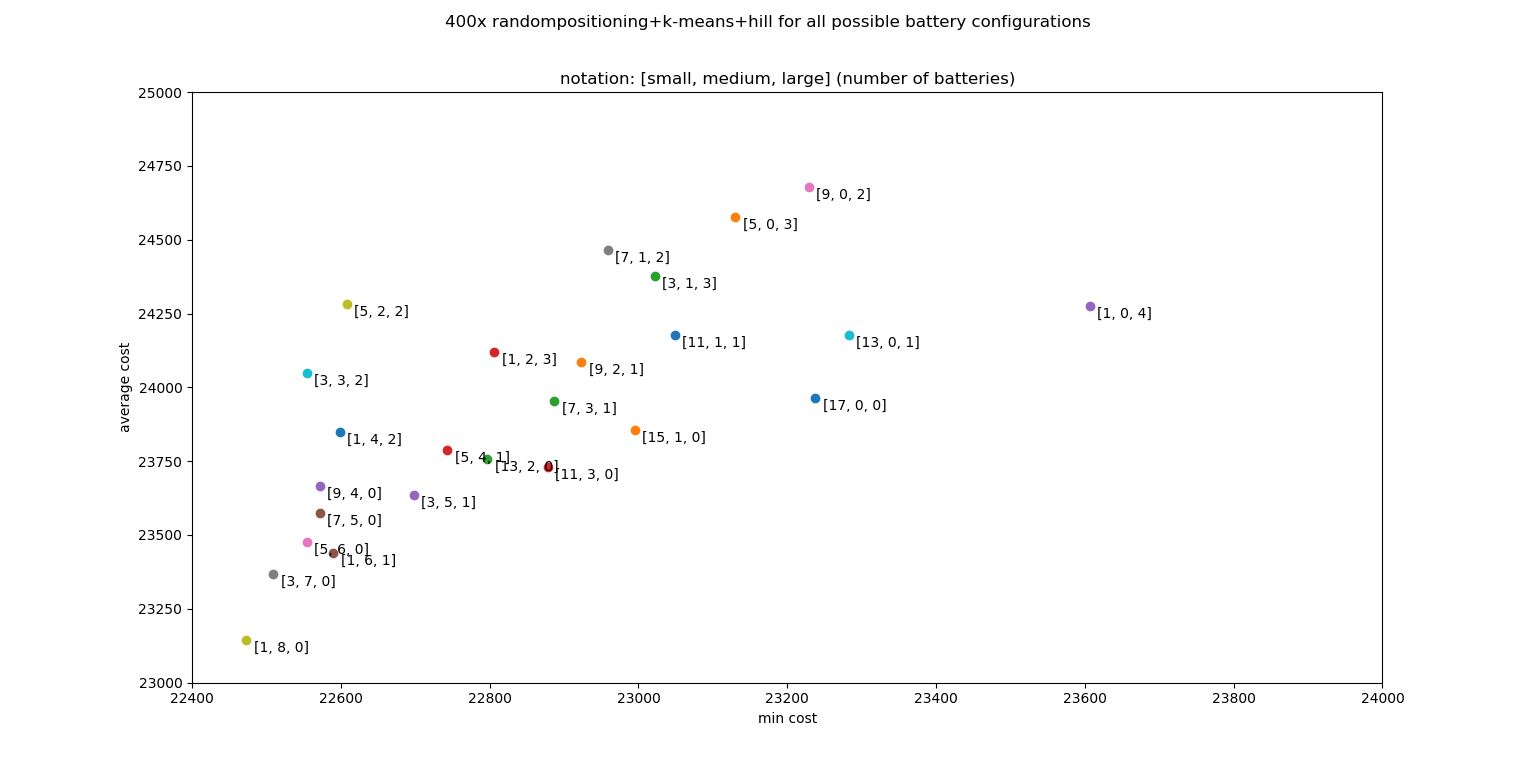 400x randompositioning+k-means+hill for all possible battery configurations
notation: [small, medium, large] (number of batteries)
25000
24750
24500
24250
24000
23750
23500
23250
23000
average cost
[9, 0, 2]
[5, 0, 3]
[7, 1, 2]
[3, 1, 3]
[5, 2, 2]
[1, 0, 4]
[11, 1, 1]
[13, 0, 1]
[1, 2, 3]
[9, 2, 1]
[3, 3, 2]
[17, 0, 0]
[7, 3, 1]
[1, 4, 2]
[15, 1, 0]
[5, 4, 1]
[13, 2, 0]
[11, 3, 0]
[9, 4, 0]
[3, 5, 1]
[7, 5, 0]
[5, 6, 0]
[1, 6, 1]
[3, 7, 0]
[1, 8, 0]
22400 22600 22800 23000 23200 23400 23600 23800 24000
min cost